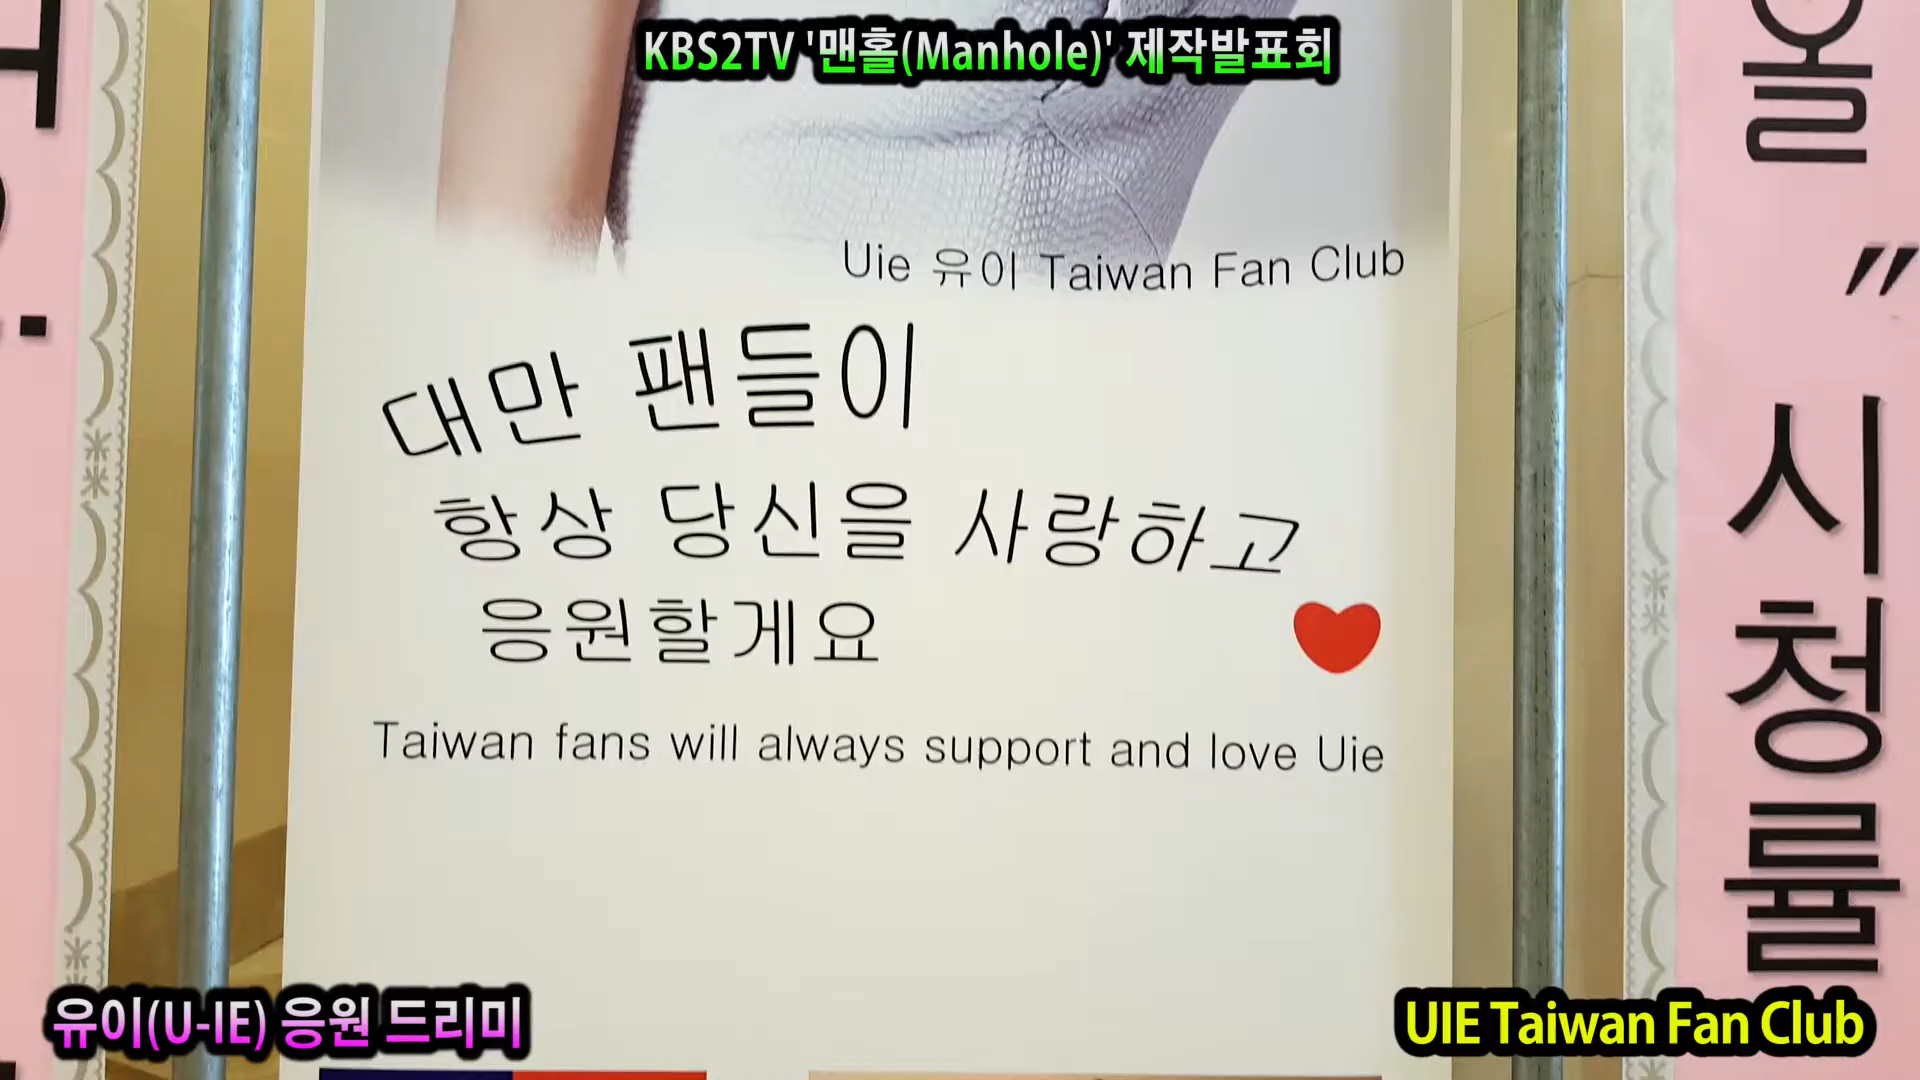 KBS2TV '맨홀(Manhole)' 제작발표회
Uie 유이 Taiwan Fan Club
대만 팬들이
항상 당신을 사랑하고
응원할게요
Taiwan fans will always support and love Uie
올 "
시청률
유이(U-IE) 응원 드리미
UIE Taiwan Fan Club